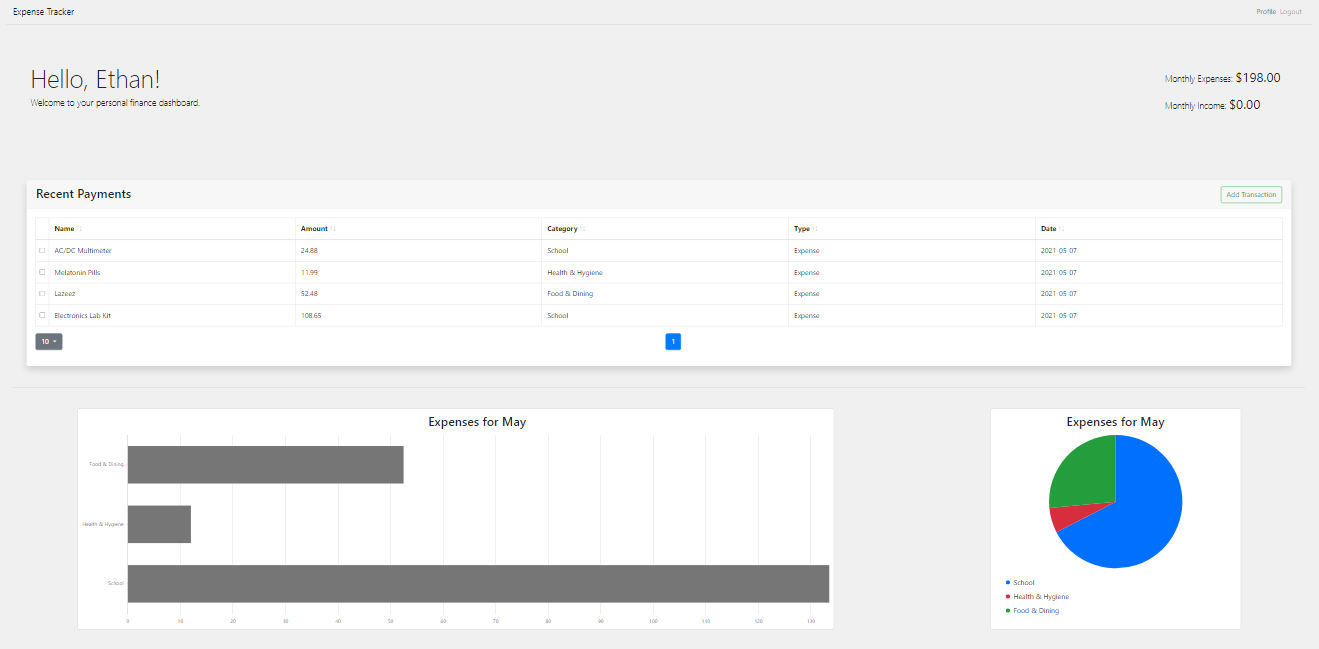 Expense Tracker Profile Logout
Hello, Ethan!
Welcome to your personal finance dashboard.
Monthly Expenses: $198.00
Monthly Income: $0.00
Recent Payments Add Transaction
Name Amount Category Type Date
AC/DC Multimeter 24.88 School Expense 2021-05-07
Melatonin Pills 11.99 Health & Hygiene Expense 2021-05-07
Lazeez 52.48 Food & Dining Expense 2021-05-07
Electronics Lab Kit 108.65 School Expense 2021-05-07
10 1
Expenses for May
Food & Dining
Health & Hygiene
School
0 10 20 30 40 50 60 70 80 90 100 110 120 130
Expenses for May
School
Health & Hygiene
Food & Dining